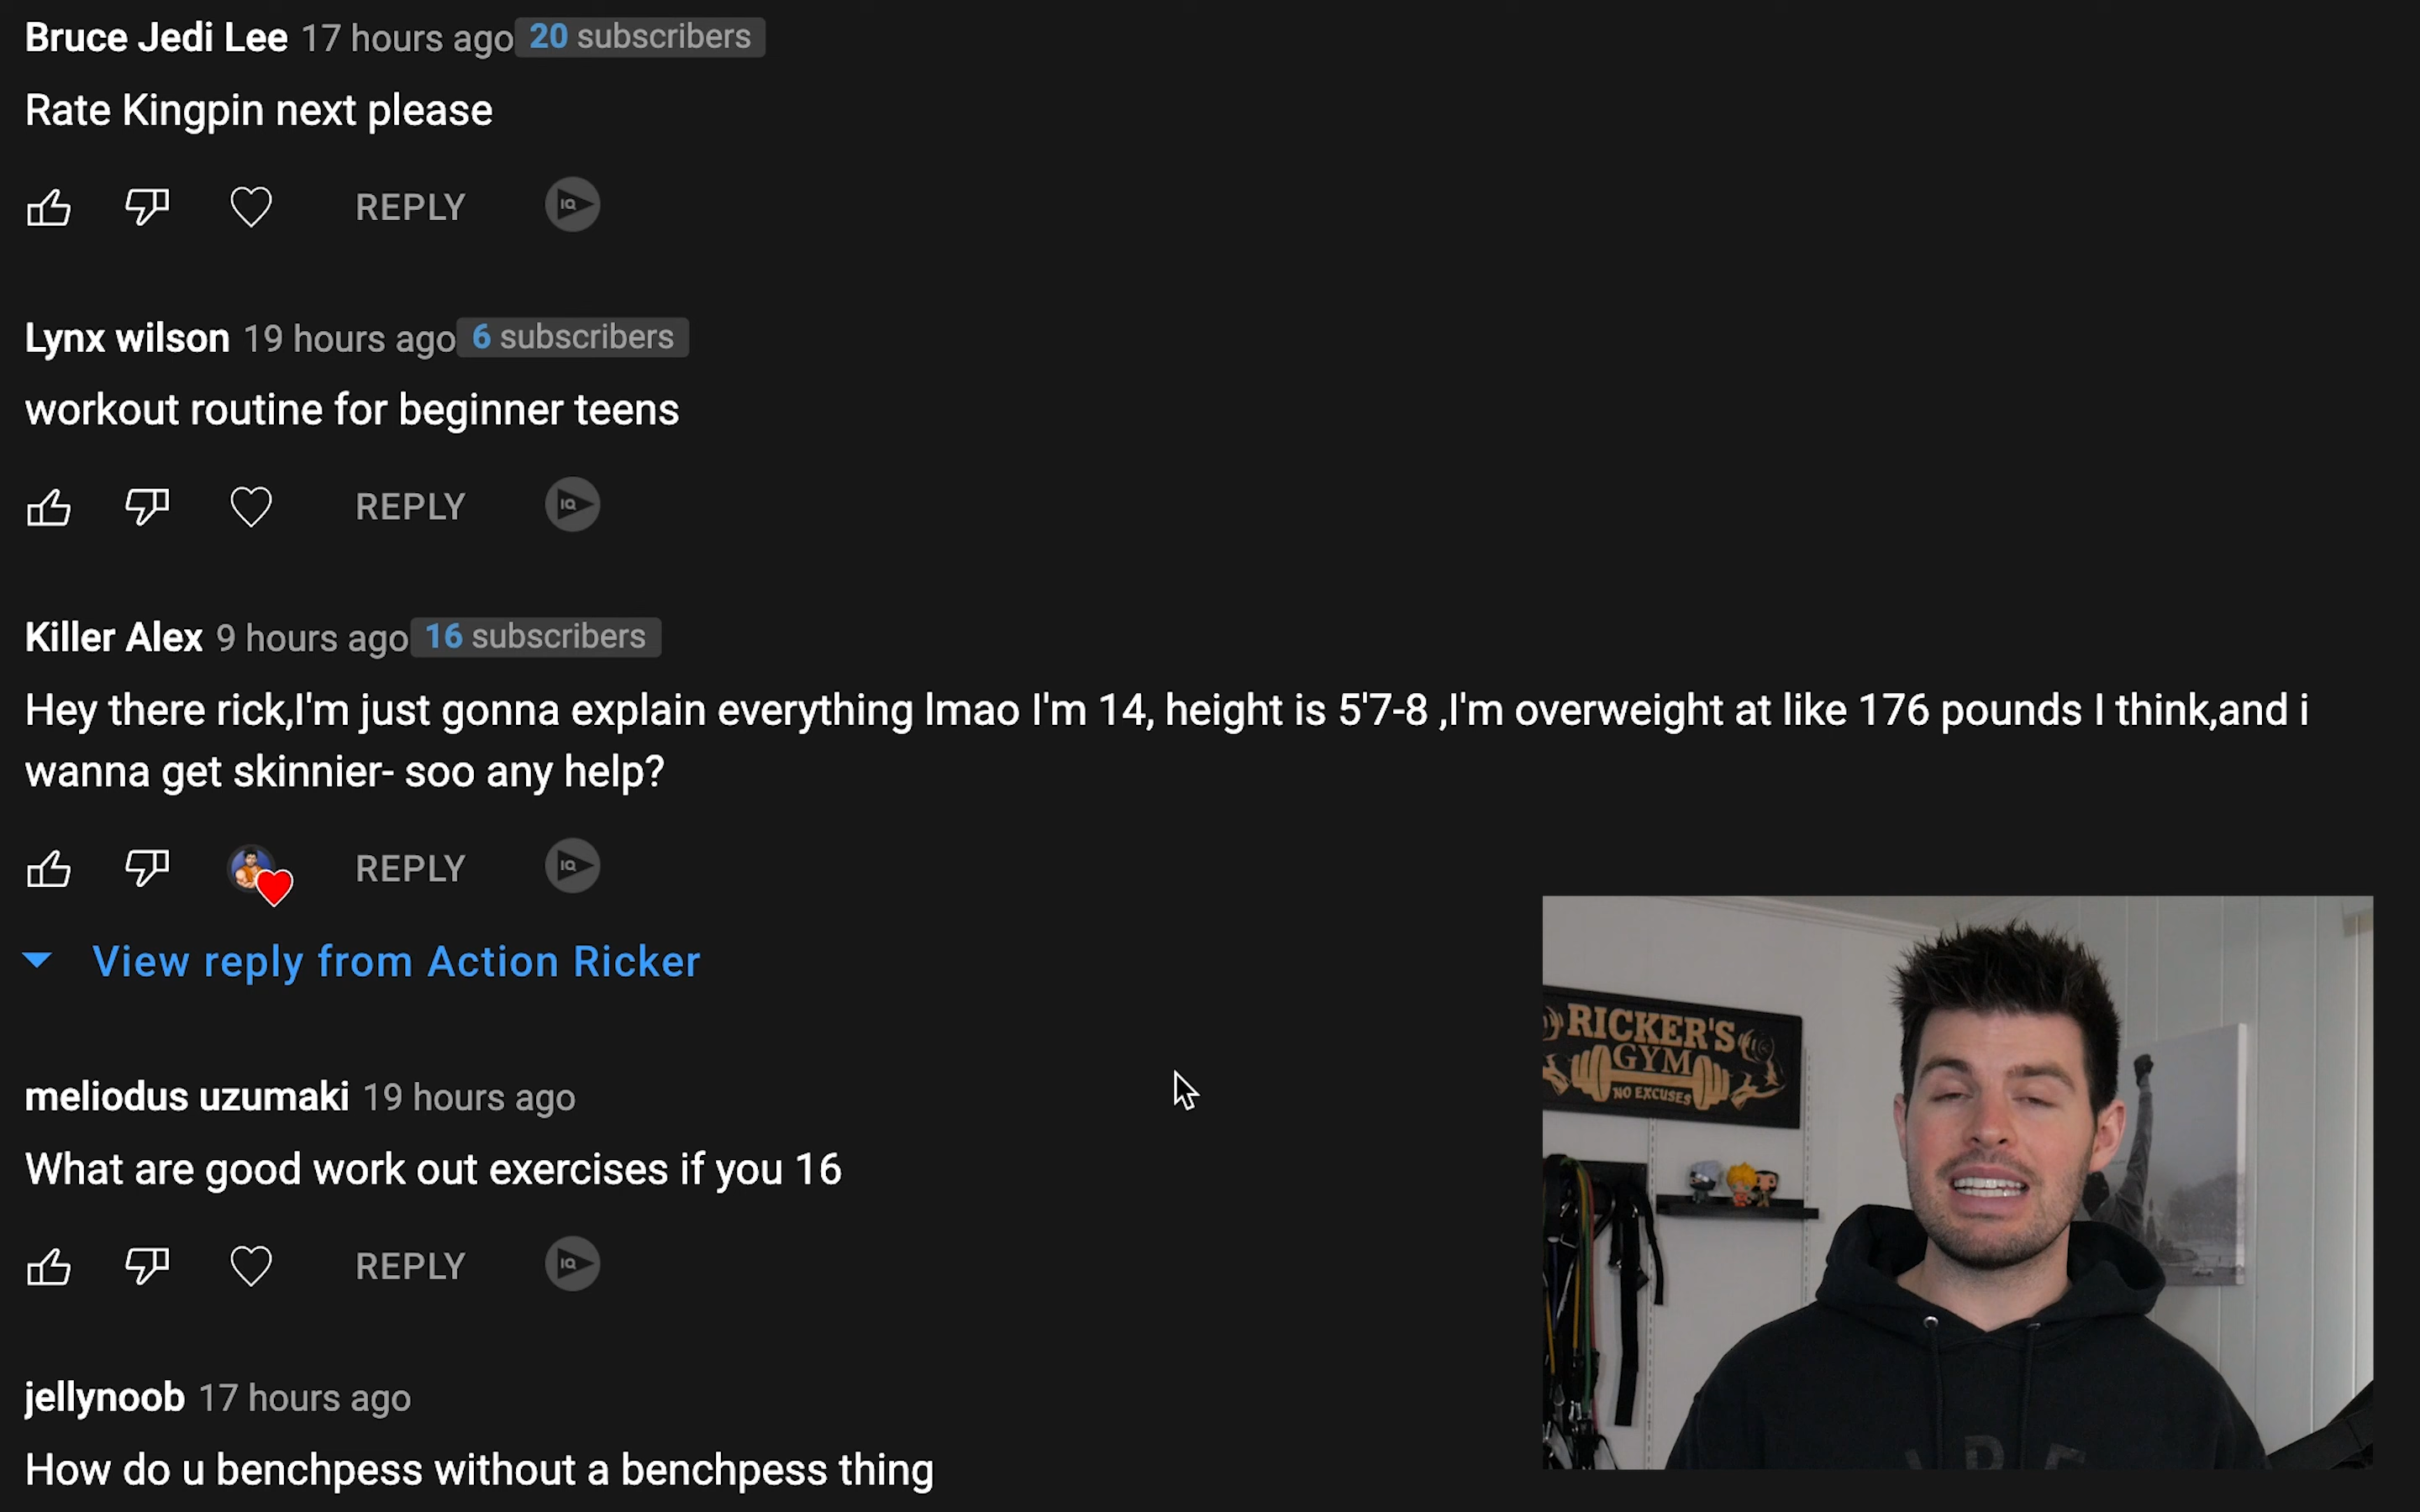 Bruce Jedi Lee 17 hours ago 20 subscribers
Rate Kingpin next please
REPLY IQ
Lynx wilson 19 hours ago 6 subscribers
workout routine for beginner teens
REPLY IQ
Killer Alex 9 hours ago 16 subscribers
Hey there rick,I'm just gonna explain everything lmao I'm 14, height is 5'7-8 ,I'm overweight at like 176 pounds I think,and i
wanna get skinnier- soo any help?
REPLY IQ
View reply from Action Ricker
RICKER'S
GYM
NO EXCUSES
meliodus uzumaki 19 hours ago
What are good work out exercises if you 16
REPLY IQ
jellynoob 17 hours ago
How do u benchpess without a benchpess thing